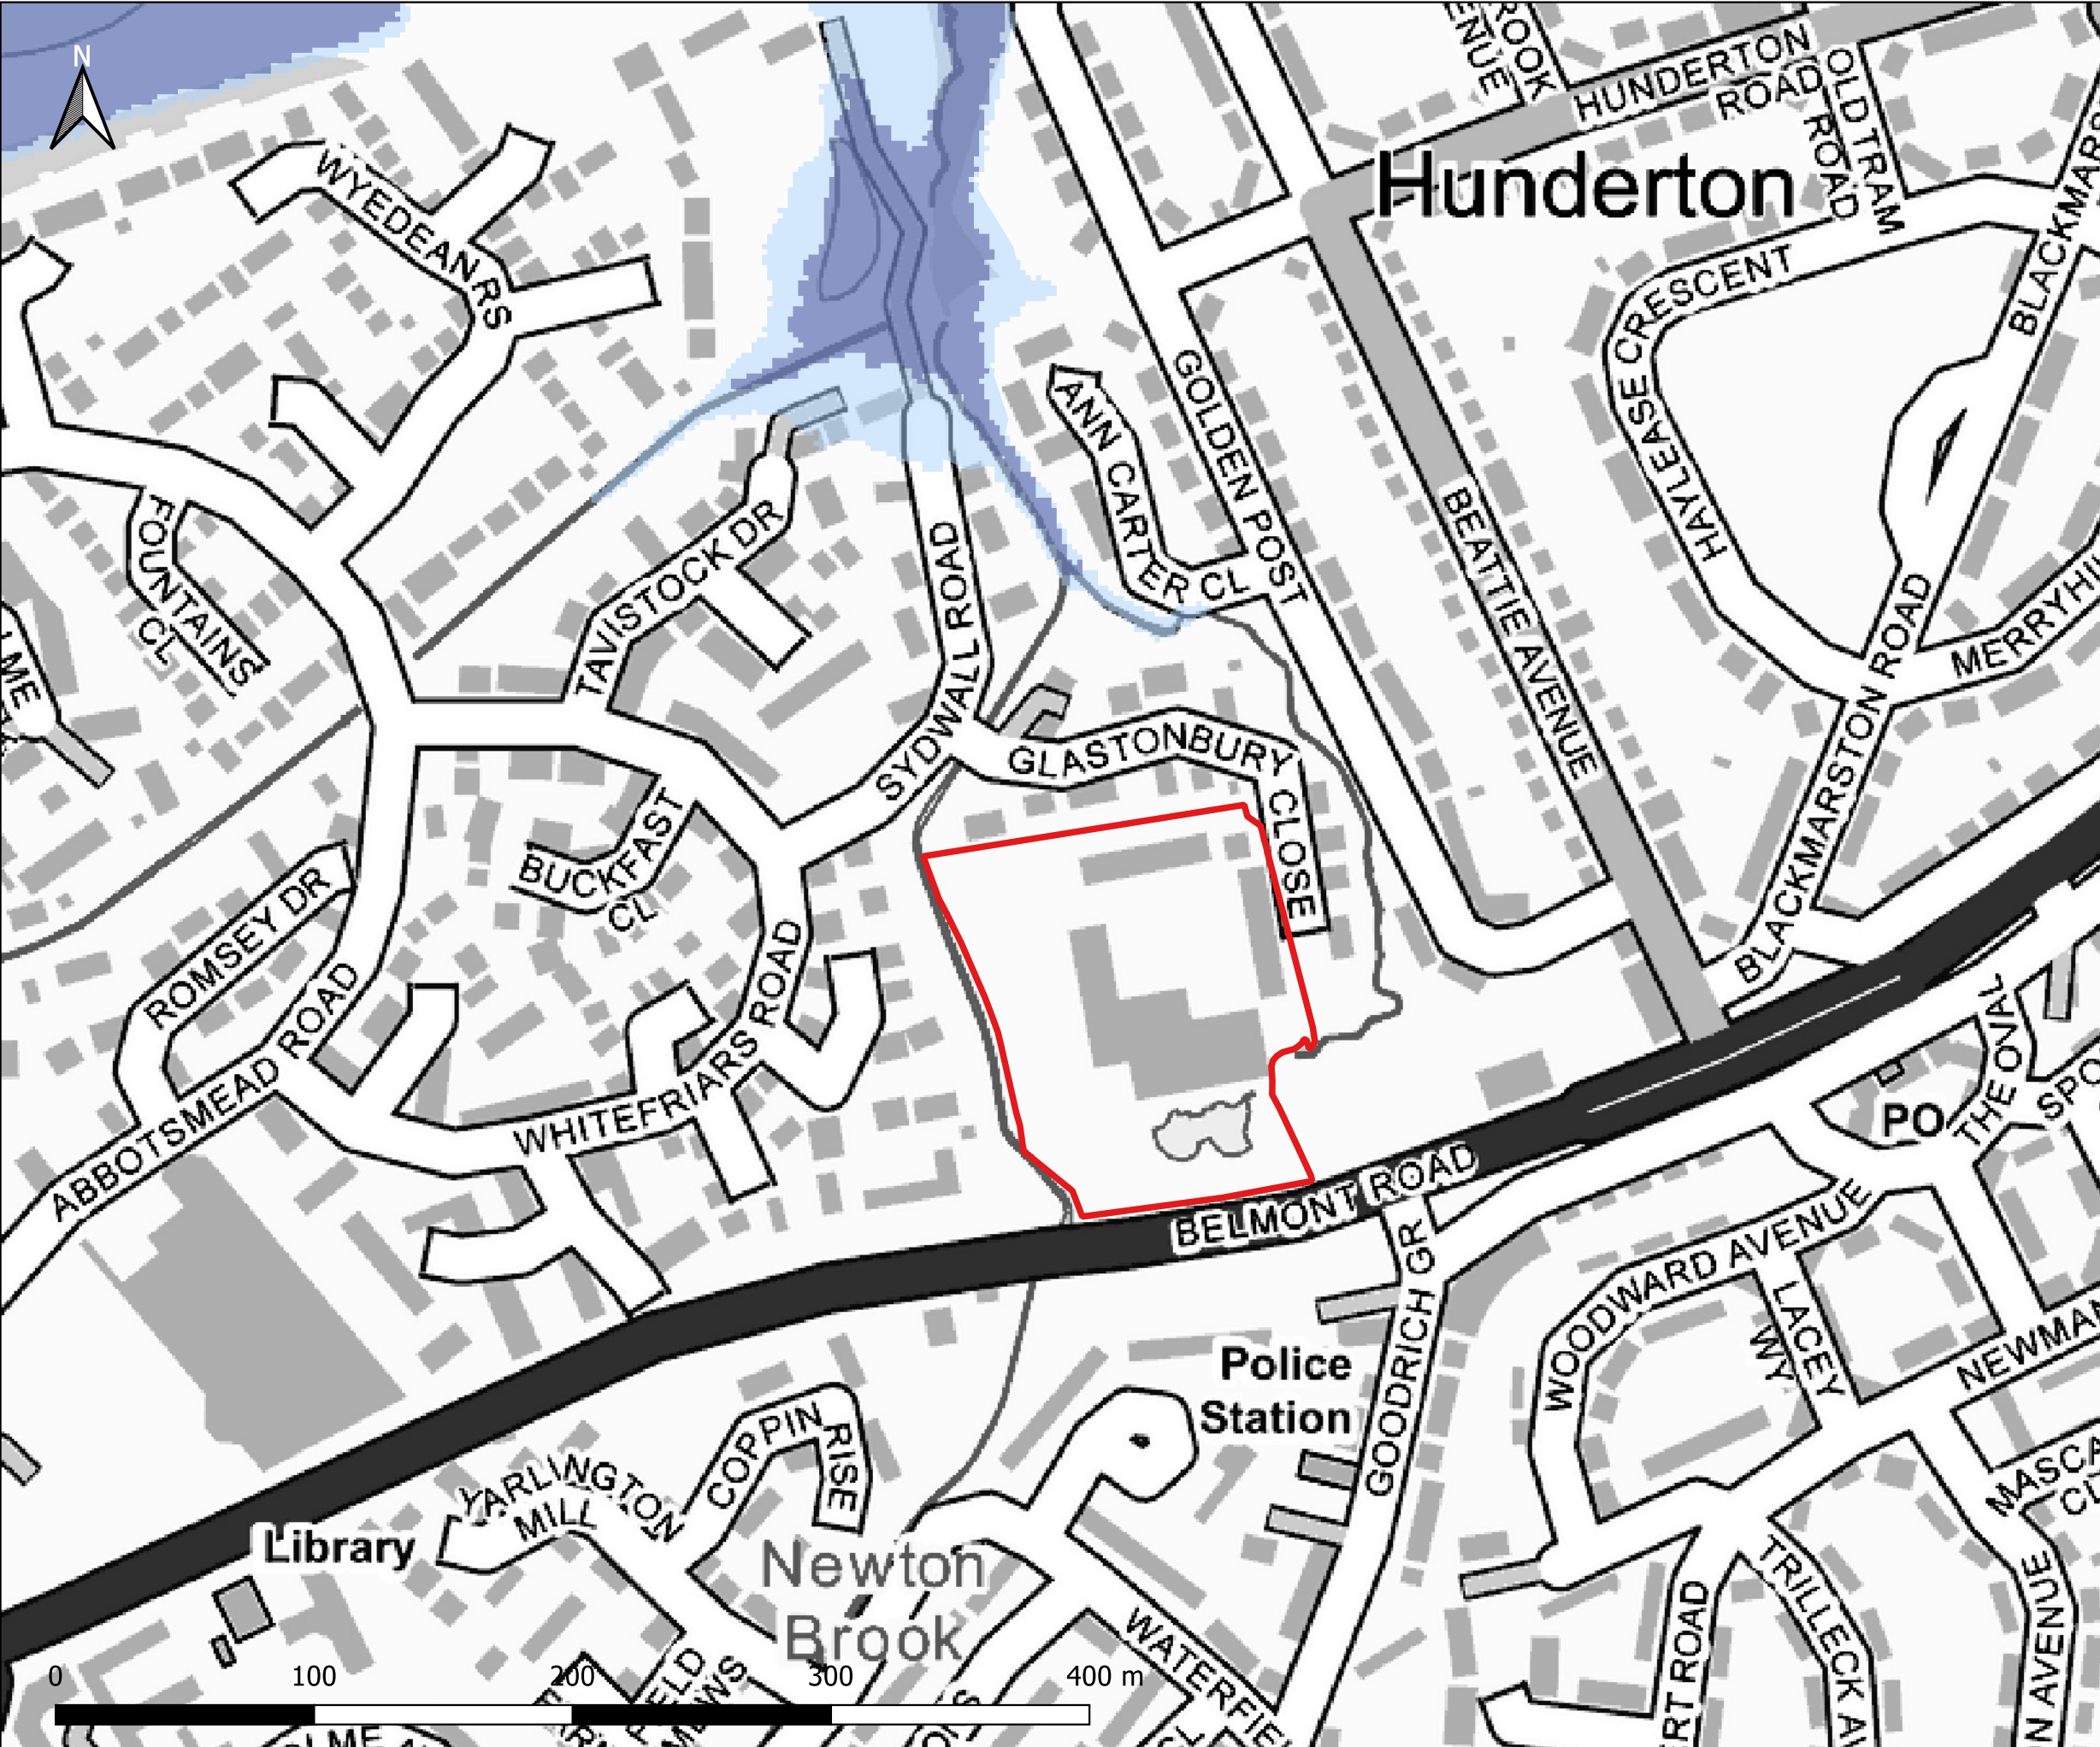 N
HUNDERTON
ROAD
OLD TRAM
ROAD
Hunderton
WYEDEAN RS
HAYLEASE CRESCENT
GOLDEN POST
ANN CARTER CL
BEATTIE AVENUE
FOUNTAINS
CL
TAVISTOCK DR
SYDWALL ROAD
BLACKMARSTON ROAD
GLASTONBURY
CLOSE
BUCKFAST
CL
BLACKMARSTON ROAD
ROMSEY DR
ABBOTSMEAD ROAD
WHITEFRIARS ROAD
THE OVAL
PO
BELMONT ROAD
WOODWARD AVENUE
LACEY
WY
GOODRICH GR
Police
Station
COPPIN
RISE
YARLINGTON
MILL
Library
Newton
Brook
TRILLECK AV
0 100 200 300 400 m